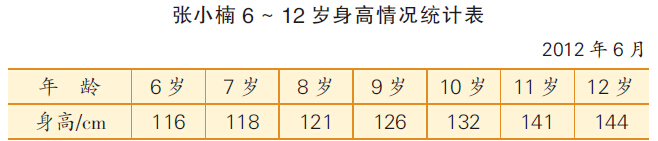 张小楠 6 ~ 12 岁身高情况统计表
2012 年 6 月
年 龄 6 岁 7 岁 8 岁 9 岁 10 岁 11 岁 12 岁
身高/cm 116 118 121 126 132 141 144